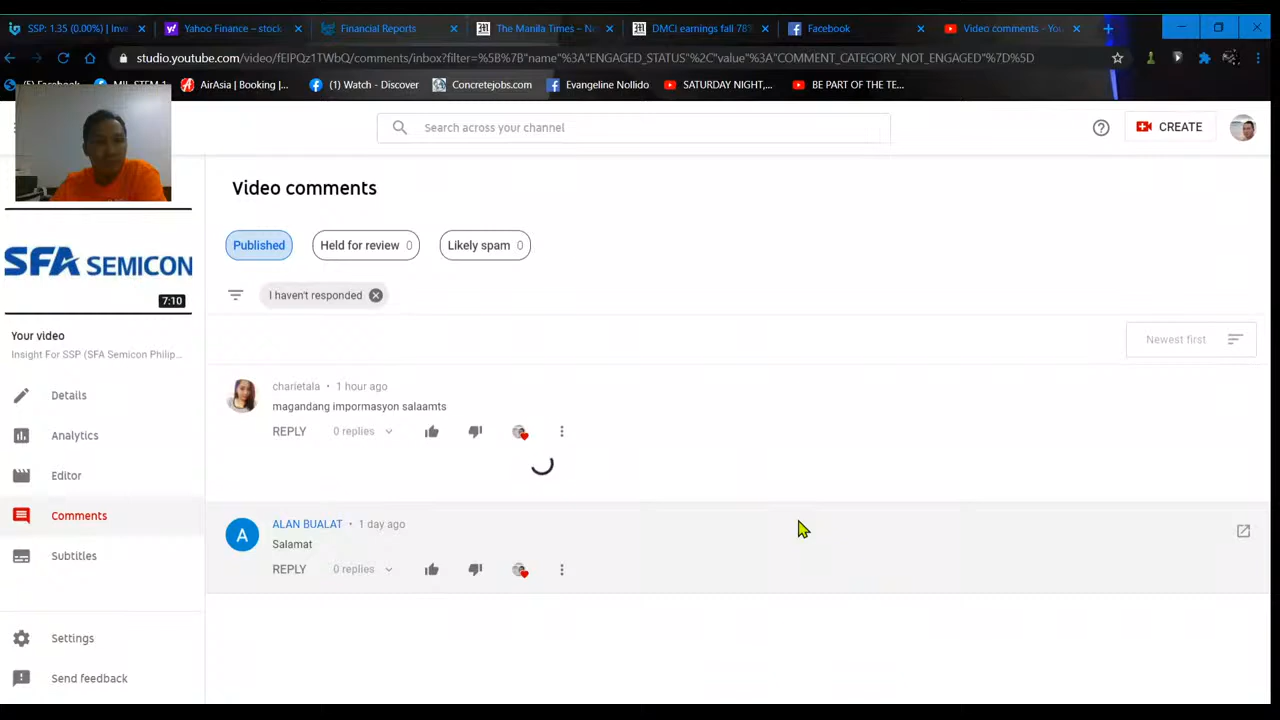 SSP: 1.35 (0.00%) | Inve
Yahoo Finance – stock
Financial Reports
The Manila Times – N
DMCI earnings fall 78%
Facebook
Video comments - You
studio.youtube.com/video/fEIPQz1TWbQ/comments/inbox?filter=%5B%7B"name"%3A"ENGAGED_STATUS"%2C"value"%3A"COMMENT_CATEGORY_NOT_ENGAGED"%7D%5D
MIL STEM 1
AirAsia | Booking |...
(1) Watch - Discover
Concretejobs.com
Evangeline Nollido
SATURDAY NIGHT,...
BE PART OF THE TE...
Search across your channel
CREATE
Video comments
Published
Held for review 0
Likely spam 0
SFA SEMICON
7:10
I haven't responded
Newest first
Your video
Insight For SSP (SFA Semicon Philip...
Details
Analytics
Editor
Comments
Subtitles
Settings
Send feedback
charietala • 1 hour ago
magandang impormasyon salaamts
REPLY 0 replies
A
ALAN BUALAT • 1 day ago
Salamat
REPLY 0 replies